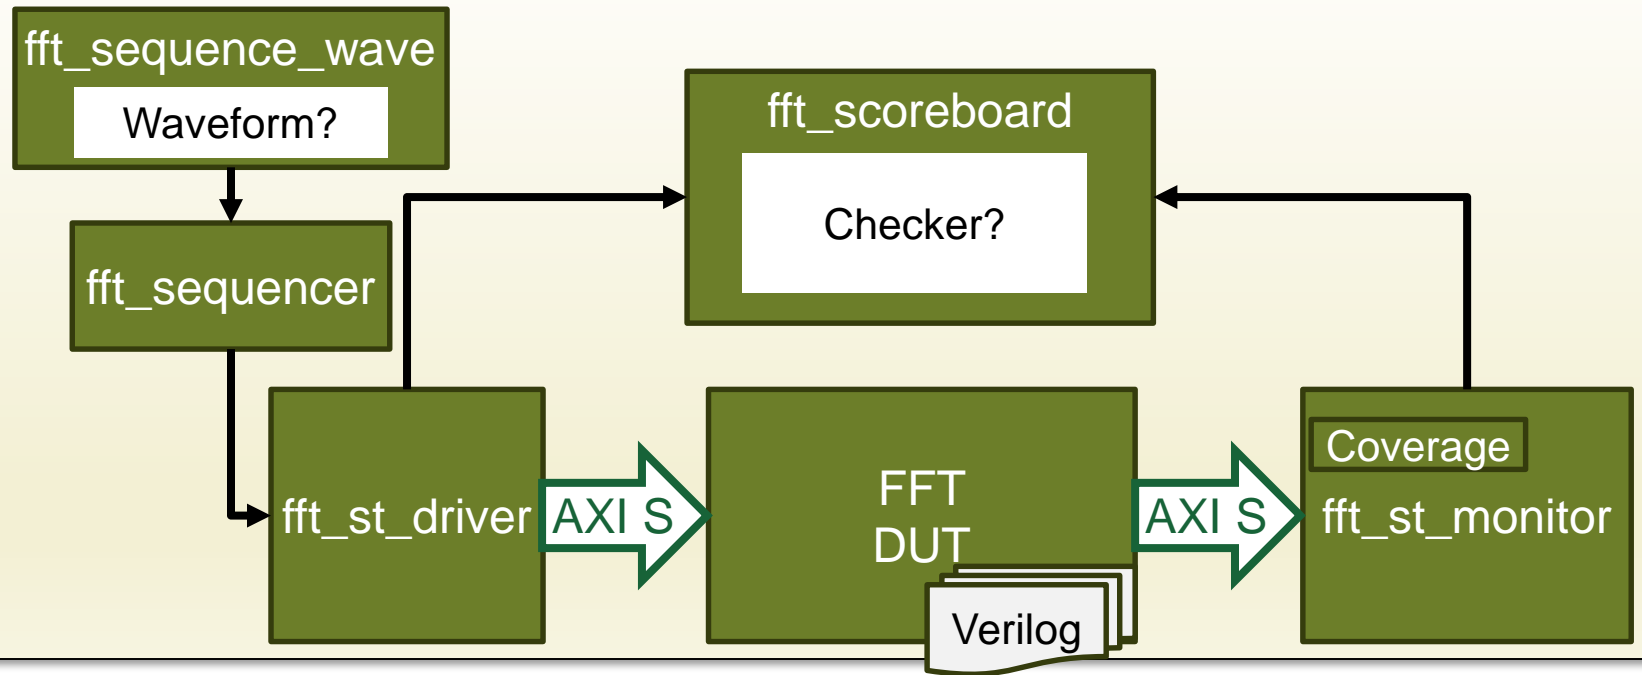 fft_sequence_wave
Waveform?
fft_scoreboard
Checker?
fft_sequencer
fft_st_driver
AXI S
FFT
DUT
Verilog
AXI S
Coverage
fft_st_monitor